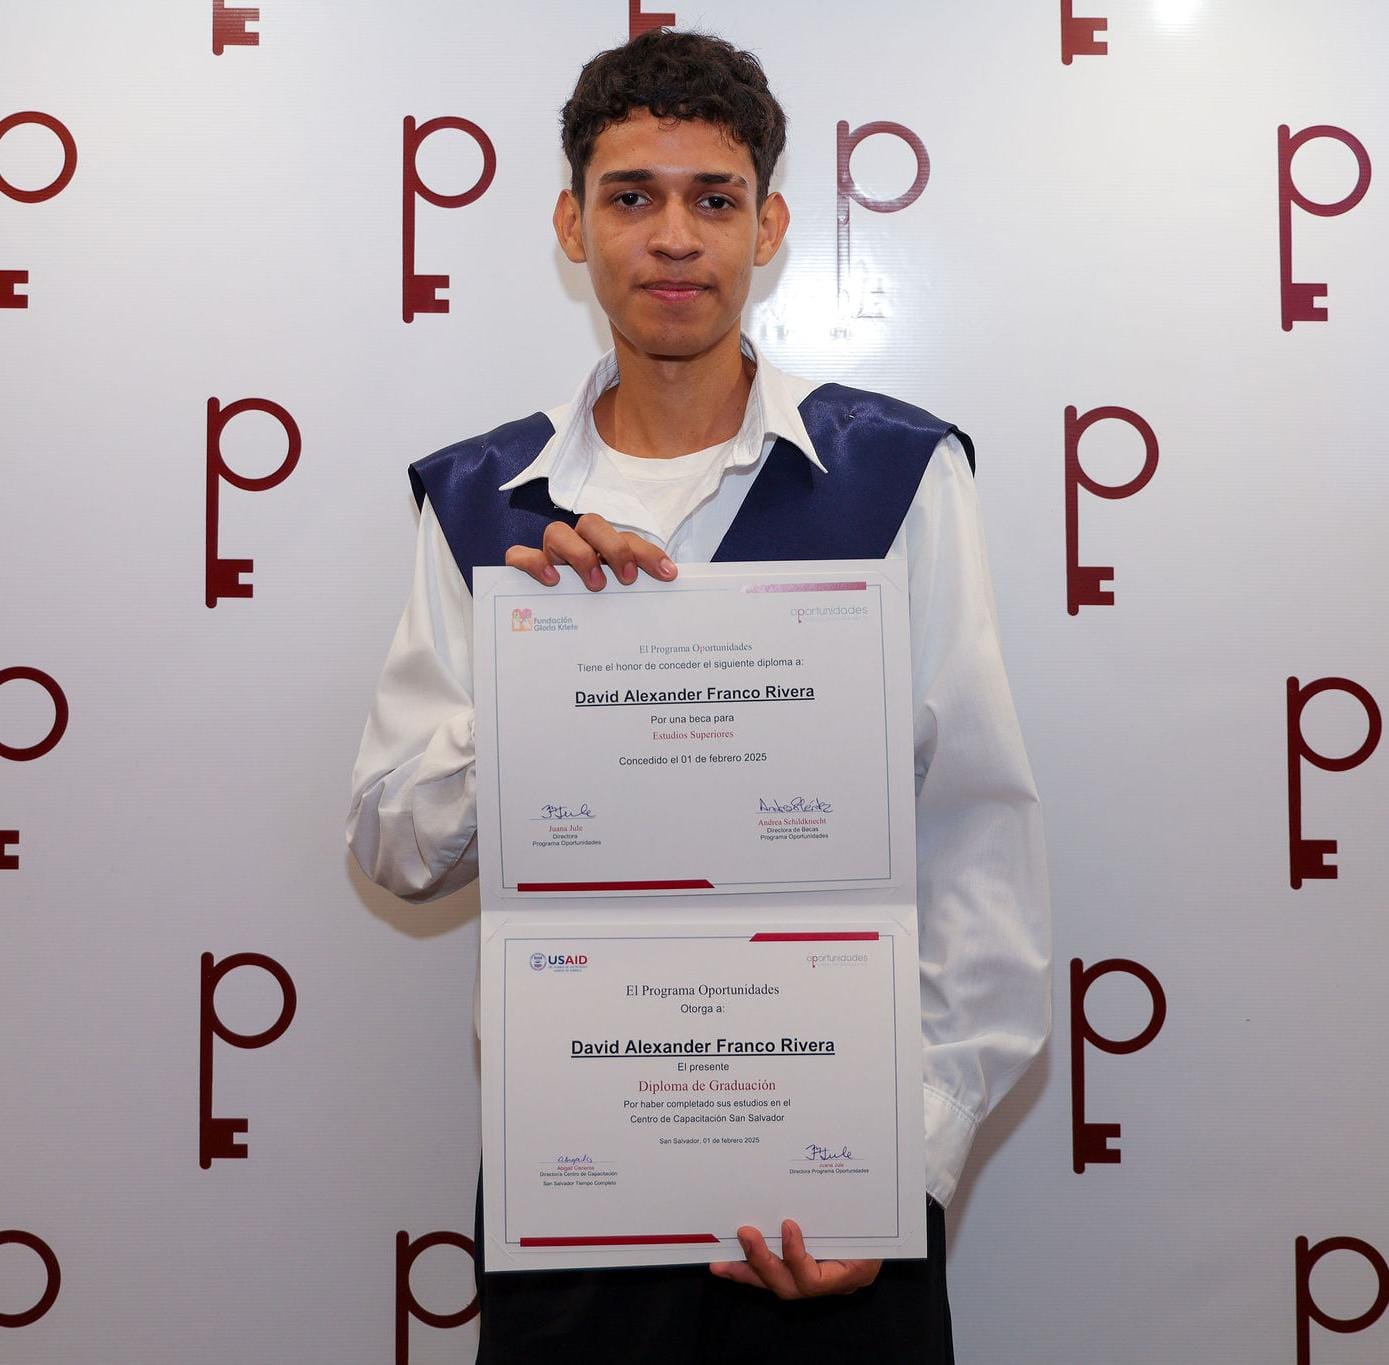 Fundación
Gloria Kriete
oportunidades
El Programa Oportunidades
Tiene el honor de conceder el siguiente diploma a:
David Alexander Franco Rivera
Por una beca para
Estudios Superiores
Concedido el 01 de febrero 2025
Juana Jule
Directora
Programa Oportunidades
Andrea Schildknecht
Directora de Becas
Programa Oportunidades
USAID
oportunidades
El Programa Oportunidades
Otorga a:
David Alexander Franco Rivera
El presente
Diploma de Graduación
Por haber completado sus estudios en el
Centro de Capacitación San Salvador
San Salvador, 01 de febrero 2025
Abigail Cisneros
Directora Centro de Capacitación
San Salvador Tiempo Completo
Juana Jule
Directora Programa Oportunidades